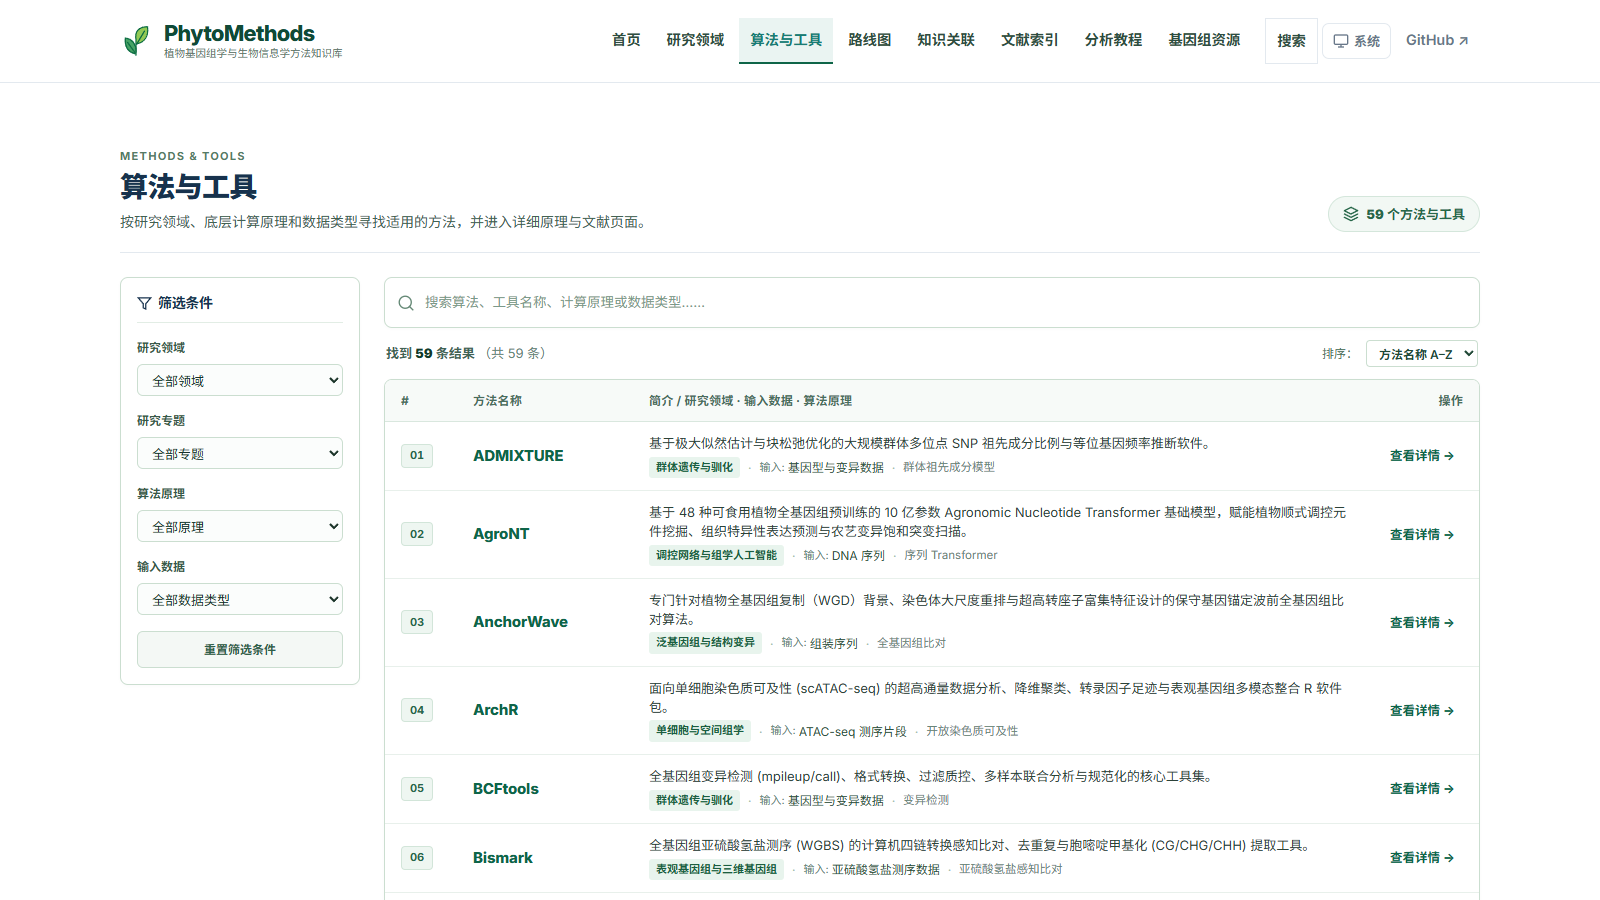 PhytoMethods
植物基因组学与生物信息学方法知识库
首页
研究领域
算法与工具
路线图
知识关联
文献索引
分析教程
基因组资源
搜索
系统
GitHub ↗
METHODS & TOOLS
算法与工具
按研究领域、底层计算原理和数据类型寻找适用的方法，并进入详细原理与文献页面。
59 个方法与工具
筛选条件
研究领域
全部领域
研究专题
全部专题
算法原理
全部原理
输入数据
全部数据类型
重置筛选条件
搜索算法、工具名称、计算原理或数据类型……
找到 59 条结果 （共 59 条）
排序：
方法名称 A–Z
# 方法名称 简介 / 研究领域 · 输入数据 · 算法原理 操作
01
ADMIXTURE
基于极大似然估计与块松弛优化的大规模群体多位点 SNP 祖先成分比例与等位基因频率推断软件。
群体遗传与驯化 · 输入: 基因型与变异数据 · 群体祖先成分模型
查看详情 →
02
AgroNT
基于 48 种可食用植物全基因组预训练的 10 亿参数 Agronomic Nucleotide Transformer 基础模型，赋能植物顺式调控元
件挖掘、组织特异性表达预测与农艺变异饱和突变扫描。
调控网络与组学人工智能 · 输入: DNA 序列 · 序列 Transformer
查看详情 →
03
AnchorWave
专门针对植物全基因组复制（WGD）背景、染色体大尺度重排与超高转座子富集特征设计的保守基因锚定波前全基因组比
对算法。
泛基因组与结构变异 · 输入: 组装序列 · 全基因组比对
查看详情 →
04
ArchR
面向单细胞染色质可及性 (scATAC-seq) 的超高通量数据分析、降维聚类、转录因子足迹与表观基因组多模态整合 R 软件
包。
单细胞与空间组学 · 输入: ATAC-seq 测序片段 · 开放染色质可及性
查看详情 →
05
BCFtools
全基因组变异检测 (mpileup/call)、格式转换、过滤质控、多样本联合分析与规范化的核心工具集。
群体遗传与驯化 · 输入: 基因型与变异数据 · 变异检测
查看详情 →
06
Bismark
全基因组亚硫酸氢盐测序 (WGBS) 的计算机四链转换感知比对、去重复与胞嘧啶甲基化 (CG/CHG/CHH) 提取工具。
表观基因组与三维基因组 · 输入: 亚硫酸氢盐测序数据 · 亚硫酸氢盐感知比对
查看详情 →